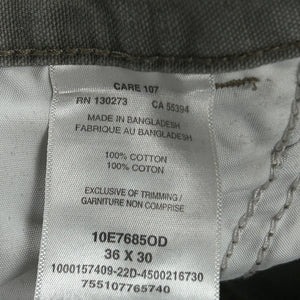 CARE 107
RN 130273 CA 55394
MADE IN BANGLADESH
FABRIQUE AU BANGLADESH
100% COTTON
100% COTON
EXCLUSIVE OF TRIMMING/
GARNITURE NON COMPRISE
10E7685OD
36 X 30
1000157409-22D-4500216730
755107765740